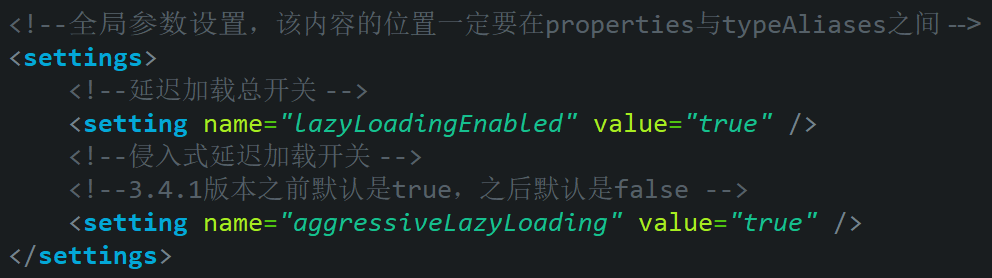 <!--全局参数设置，该内容的位置一定要在properties与typeAliases之间-->
<settings>
<!--延迟加载总开关-->
<setting name="lazyLoadingEnabled" value="true" />
<!--侵入式延迟加载开关-->
<!--3.4.1版本之前默认是true，之后默认是false -->
<setting name="aggressiveLazyLoading" value="true" />
</settings>